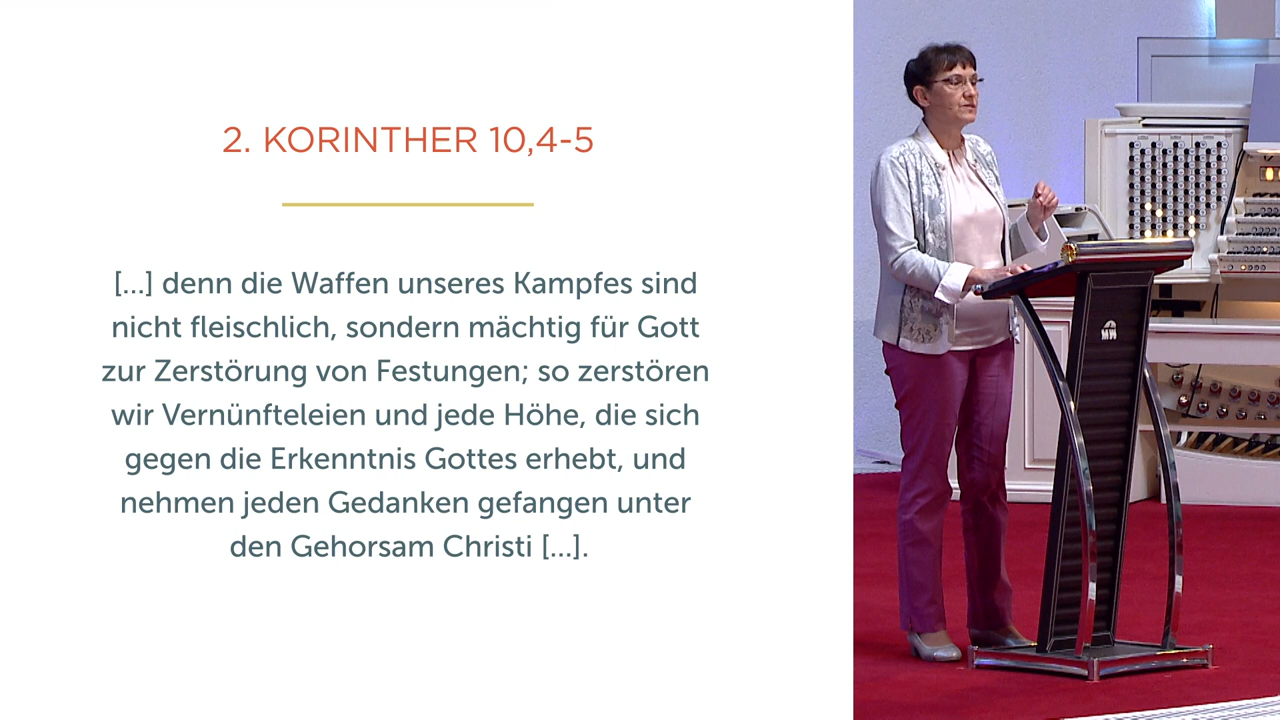 2. KORINTHER 10,4-5
[...] denn die Waffen unseres Kampfes sind
nicht fleischlich, sondern mächtig für Gott
zur Zerstörung von Festungen; so zerstören
wir Vernünfteleien und jede Höhe, die sich
gegen die Erkenntnis Gottes erhebt, und
nehmen jeden Gedanken gefangen unter
den Gehorsam Christi [...].
MW